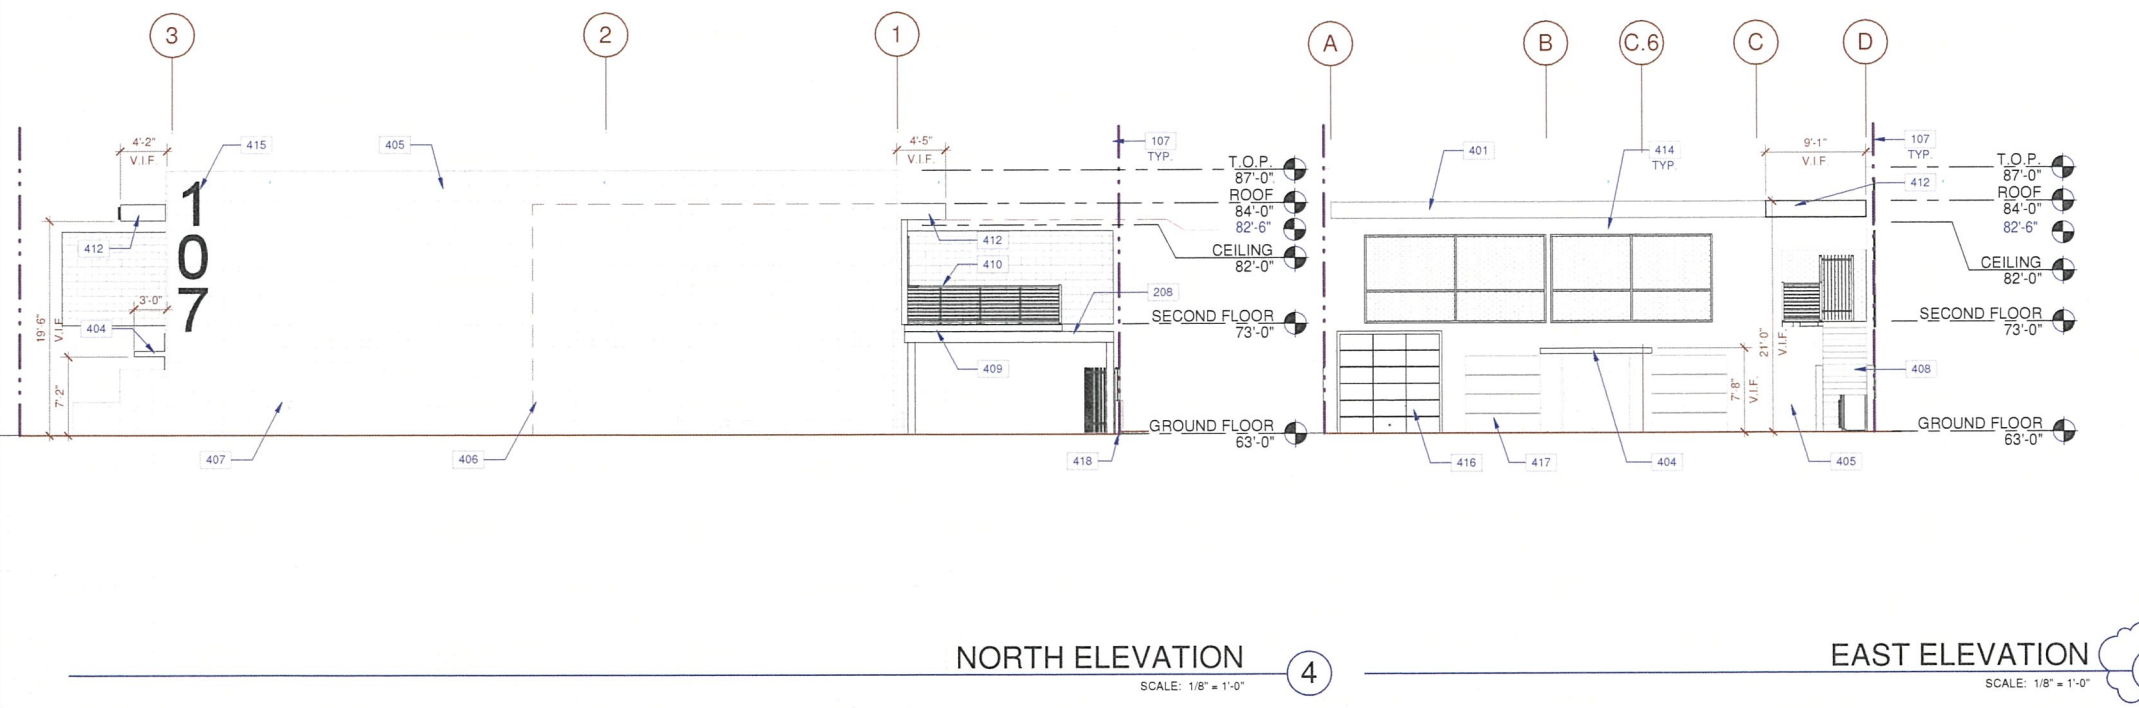 3
2
1
A
B
C.6
C
D
4'-2"
V.I.F
415
405
4'-5"
V.I.F.
107
TYP.
T.O.P.
87'-0"
ROOF
84'-0"
82'-6"
CEILING
82'-0"
SECOND FLOOR
73'-0"
GROUND FLOOR
63'-0"
1
0
7
412
3'-0"
404
19'-6"
V.I.F.
7'-2"
412
410
208
409
407
406
418
401
414
TYP.
9'-1"
V.I.F
107
TYP.
412
T.O.P.
87'-0"
ROOF
84'-0"
82'-6"
CEILING
82'-0"
SECOND FLOOR
73'-0"
GROUND FLOOR
63'-0"
21'-0"
V.I.F.
7'-8"
V.I.F.
408
416
417
404
405
NORTH ELEVATION
SCALE: 1/8" = 1'-0"
4
EAST ELEVATION
SCALE: 1/8" = 1'-0"